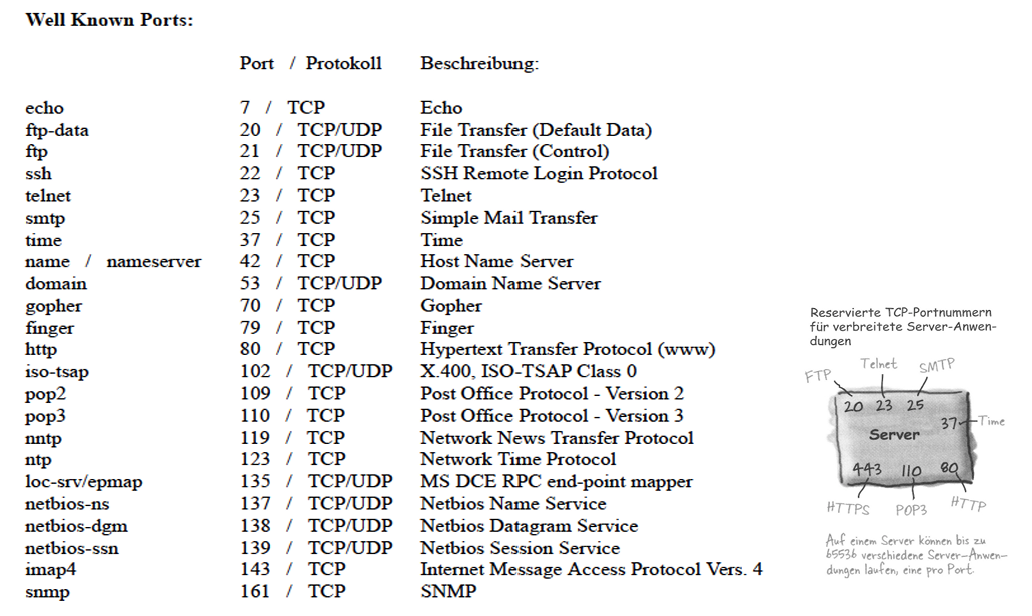 Well Known Ports:
Port / Protokoll Beschreibung:
echo 7 / TCP Echo
ftp-data 20 / TCP/UDP File Transfer (Default Data)
ftp 21 / TCP/UDP File Transfer (Control)
ssh 22 / TCP SSH Remote Login Protocol
telnet 23 / TCP Telnet
smtp 25 / TCP Simple Mail Transfer
time 37 / TCP Time
name / nameserver 42 / TCP Host Name Server
domain 53 / TCP/UDP Domain Name Server
gopher 70 / TCP Gopher
finger 79 / TCP Finger
http 80 / TCP Hypertext Transfer Protocol (www)
iso-tsap 102 / TCP/UDP X.400, ISO-TSAP Class 0
pop2 109 / TCP Post Office Protocol - Version 2
pop3 110 / TCP Post Office Protocol - Version 3
nntp 119 / TCP Network News Transfer Protocol
ntp 123 / TCP Network Time Protocol
loc-srv/epmap 135 / TCP/UDP MS DCE RPC end-point mapper
netbios-ns 137 / TCP/UDP Netbios Name Service
netbios-dgm 138 / TCP/UDP Netbios Datagram Service
netbios-ssn 139 / TCP/UDP Netbios Session Service
imap4 143 / TCP Internet Message Access Protocol Vers. 4
snmp 161 / TCP SNMP
Reservierte TCP-Portnummern
für verbreitete Server-Anwen-
dungen
FTP Telnet SMTP
20 23 25
37 Time
Server
443 110 80
HTTPS POP3 HTTP
Auf einem Server können bis zu
65536 verschiedene Server-Anwen-
dungen laufen, eine pro Port.